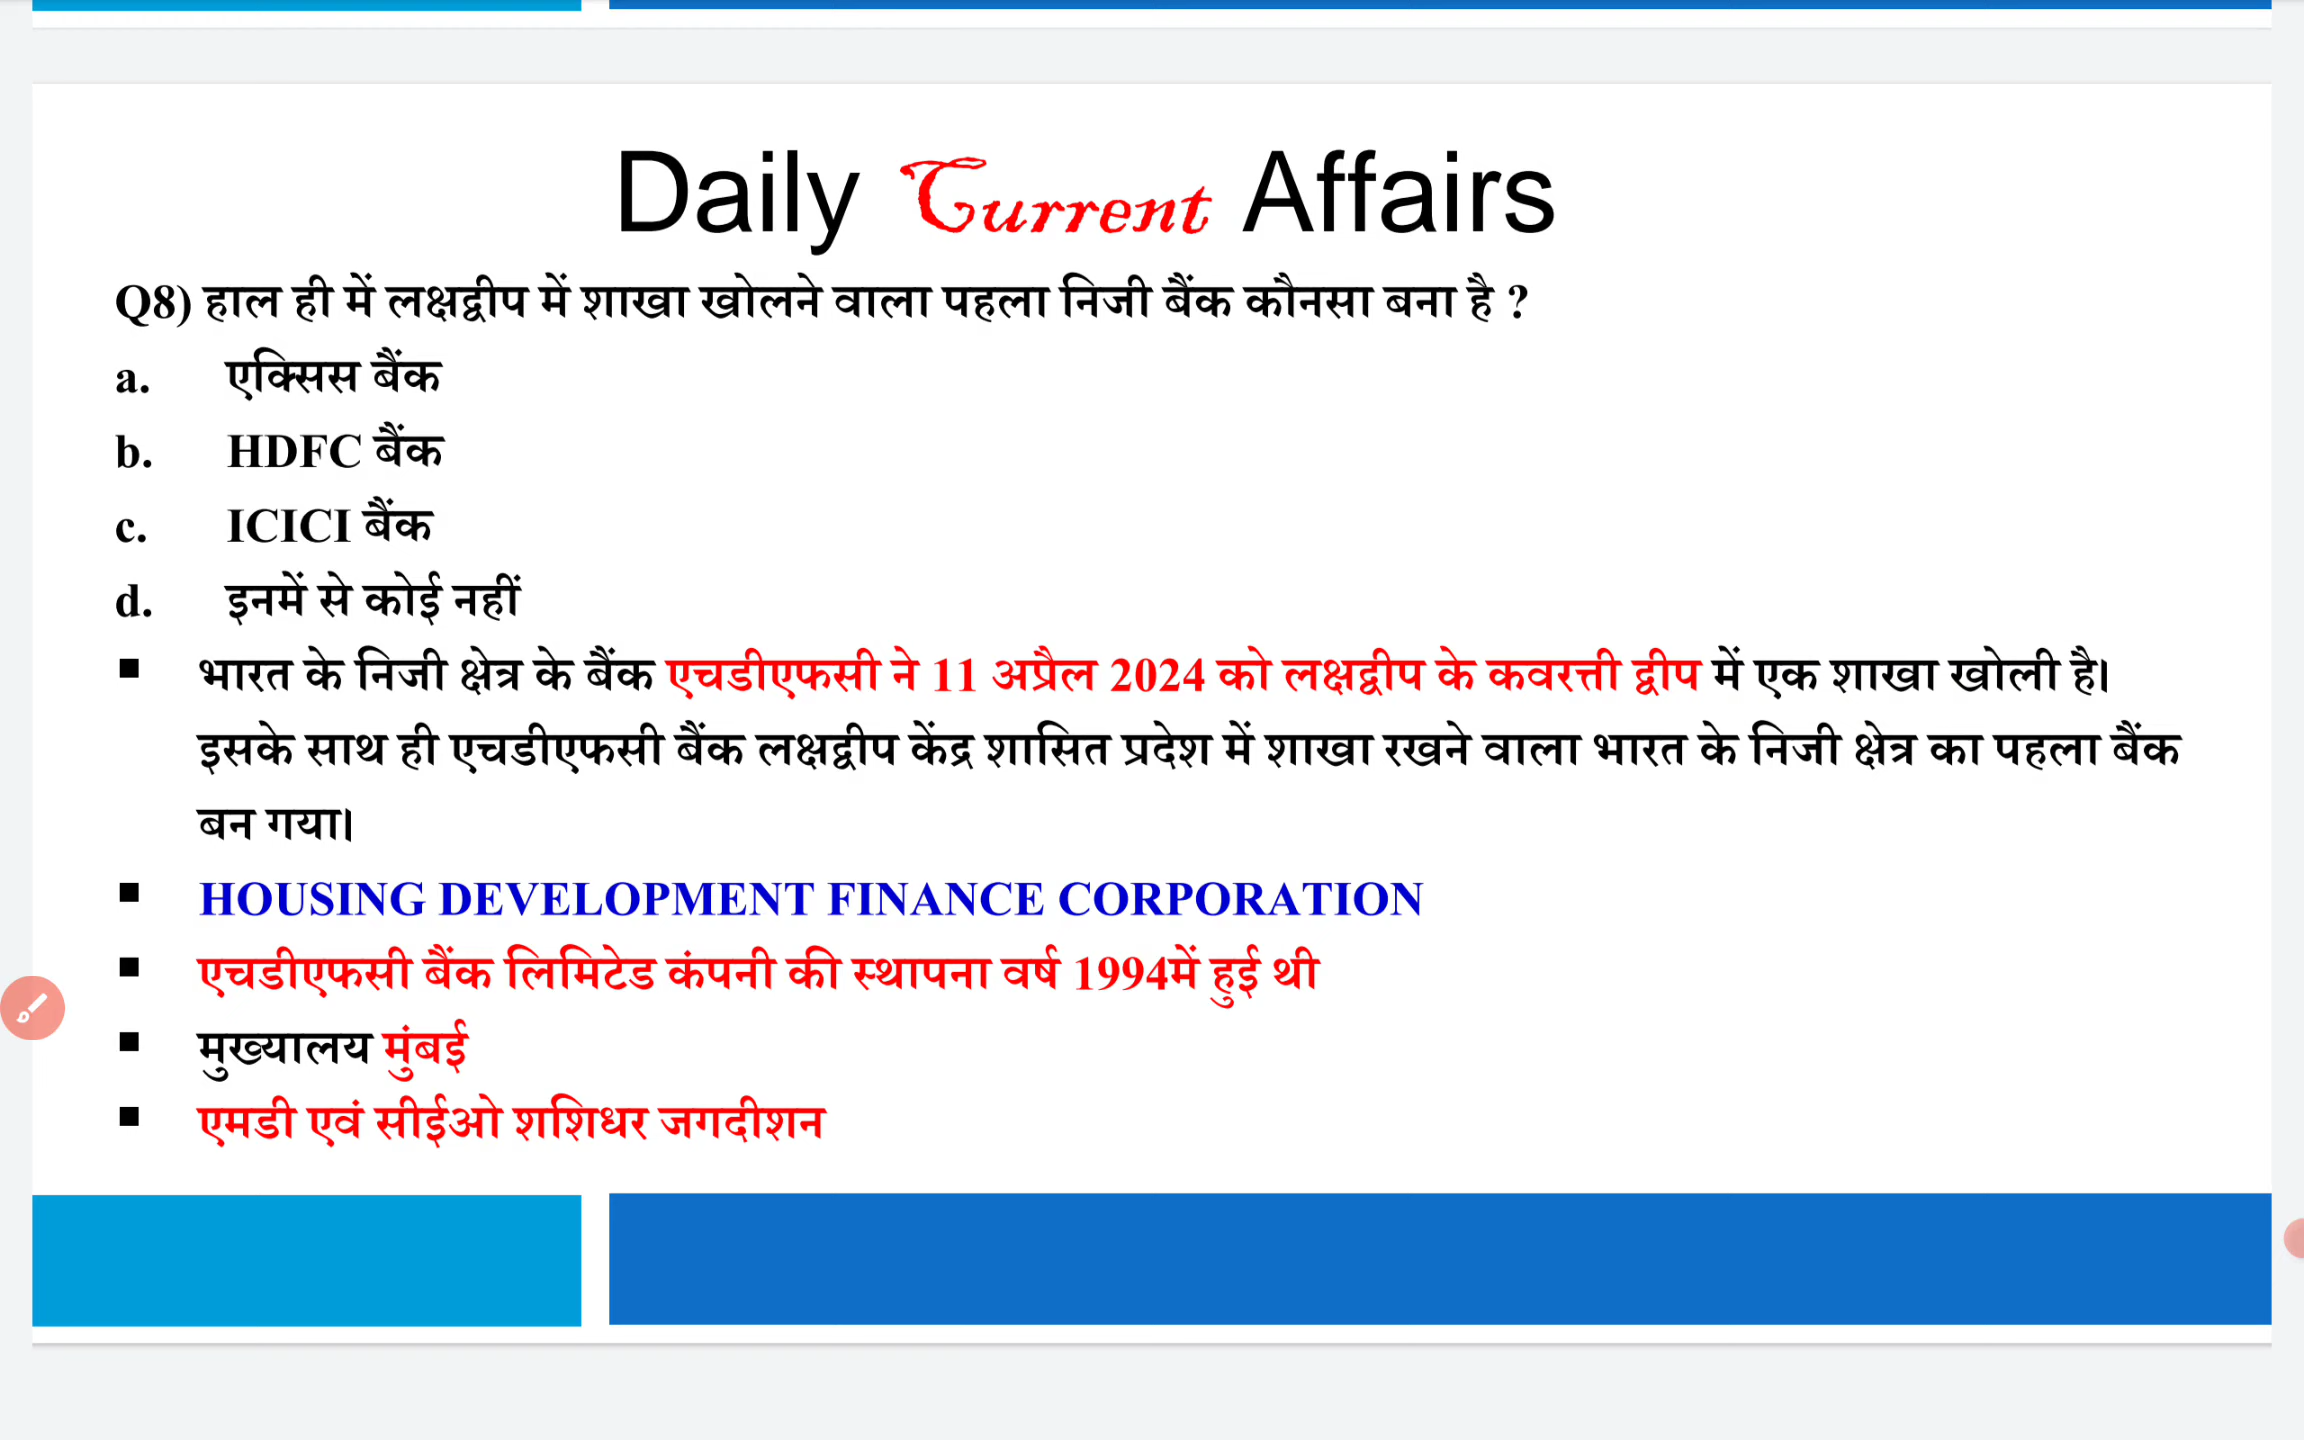 Daily Current Affairs
Q8) हाल ही में लक्षद्वीप में शाखा खोलने वाला पहला निजी बैंक कौनसा बना है ?
a. एक्सिस बैंक
b. HDFC बैंक
c. ICICI बैंक
d. इनमें से कोई नहीं
▪ भारत के निजी क्षेत्र के बैंक एचडीएफसी ने 11 अप्रैल 2024 को लक्षद्वीप के कवरत्ती द्वीप में एक शाखा खोली है।
इसके साथ ही एचडीएफसी बैंक लक्षद्वीप केंद्र शासित प्रदेश में शाखा रखने वाला भारत के निजी क्षेत्र का पहला बैंक
बन गया।
▪ HOUSING DEVELOPMENT FINANCE CORPORATION
▪ एचडीएफसी बैंक लिमिटेड कंपनी की स्थापना वर्ष 1994में हुई थी
▪ मुख्यालय मुंबई
▪ एमडी एवं सीईओ शशिधर जगदीशन